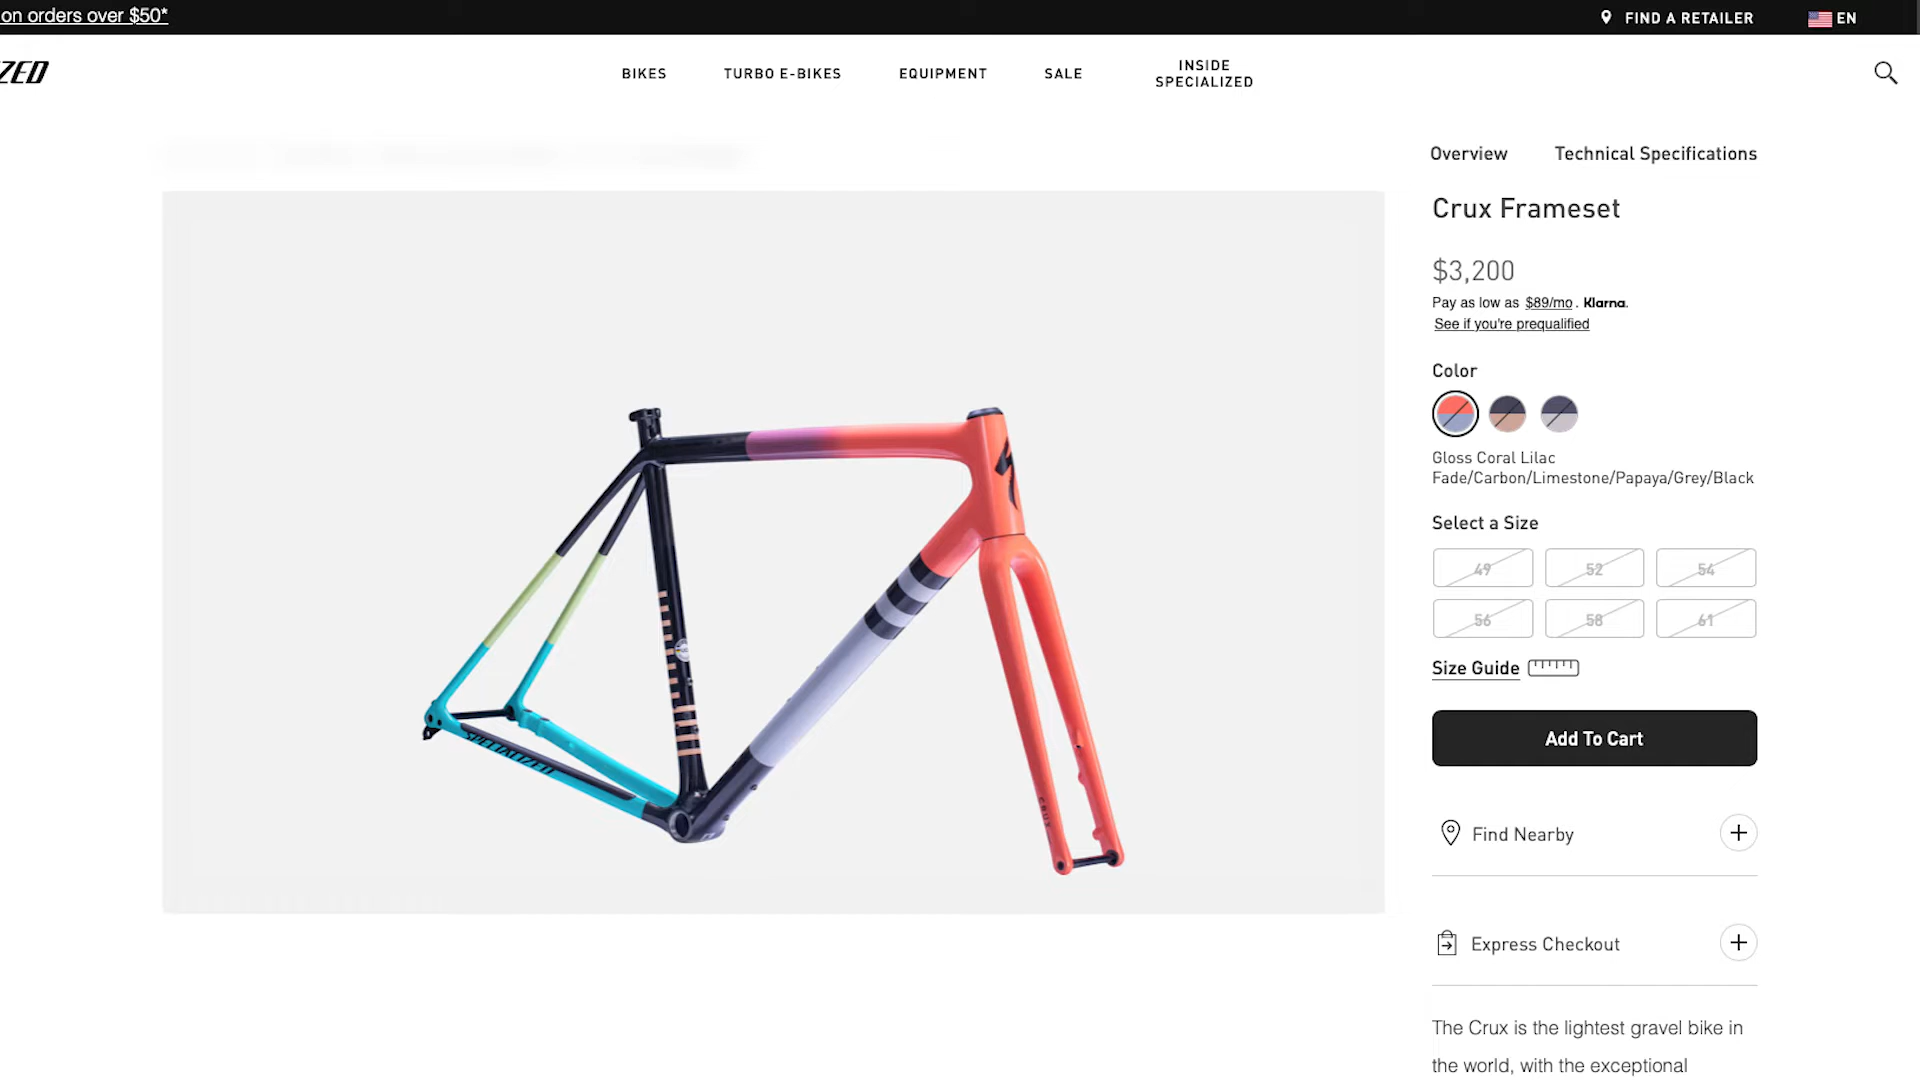 on orders over $50*
FIND A RETAILER
EN
ZED
BIKES
TURBO E-BIKES
EQUIPMENT
SALE
INSIDE
SPECIALIZED
Overview
Technical Specifications
Crux Frameset
$3,200
Pay as low as $89/mo. Klarna.
See if you're prequalified
Color
Gloss Coral Lilac
Fade/Carbon/Limestone/Papaya/Grey/Black
Select a Size
49
52
54
56
58
61
Size Guide
Add To Cart
Find Nearby
Express Checkout
The Crux is the lightest gravel bike in
the world, with the exceptional
SPECIALIZED
CRUX